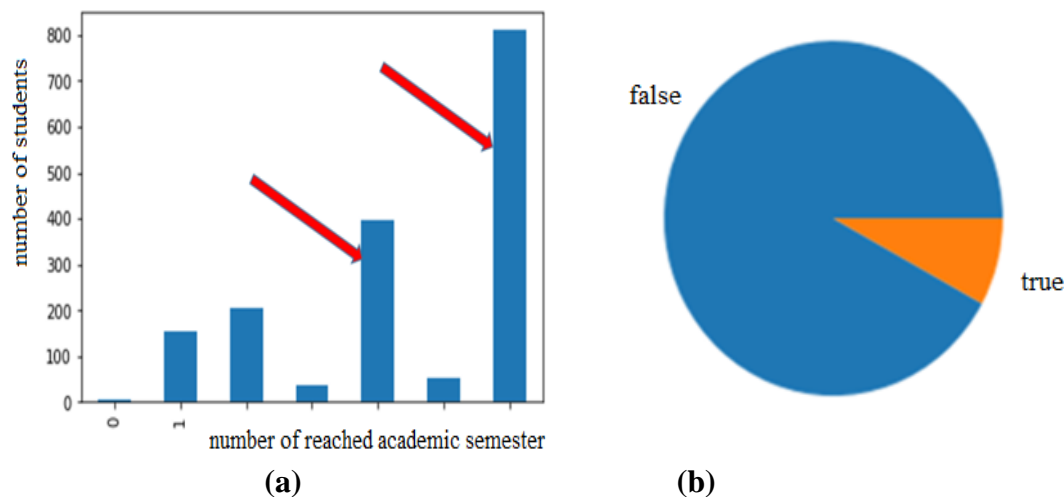 800
700
600
500
400
300
200
100
0
number of students
0
1
number of reached academic semester
(a)
false
true
(b)